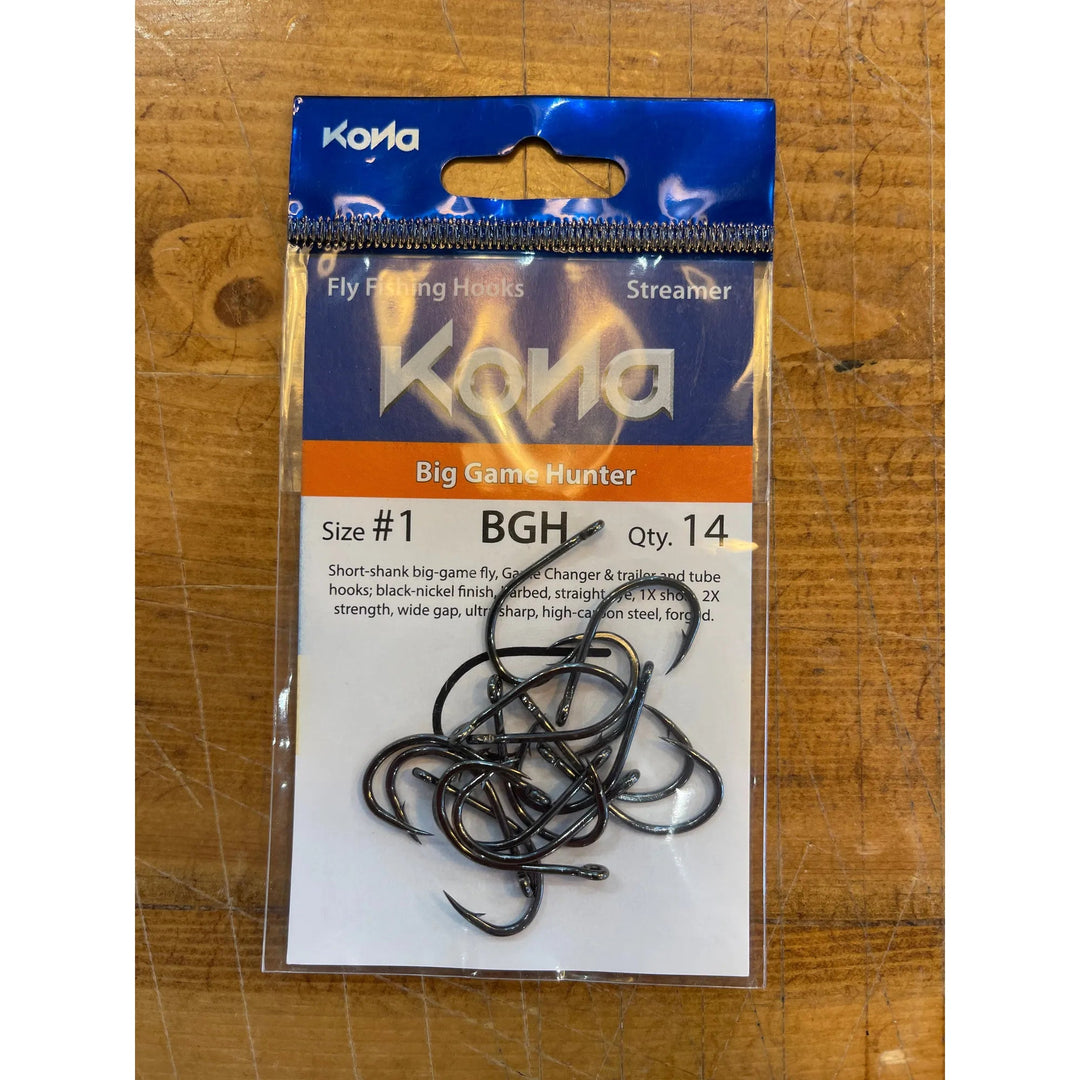 Kona
Fly Fishing Hooks Streamer
Kona
Big Game Hunter
Size #1 BGH Qty. 14
Short-shank big-game fly, Game Changer & trailer and tube
hooks; black-nickel finish, barbed, straight eye, 1X short, 2X
strength, wide gap, ultra sharp, high-carbon steel, forged.